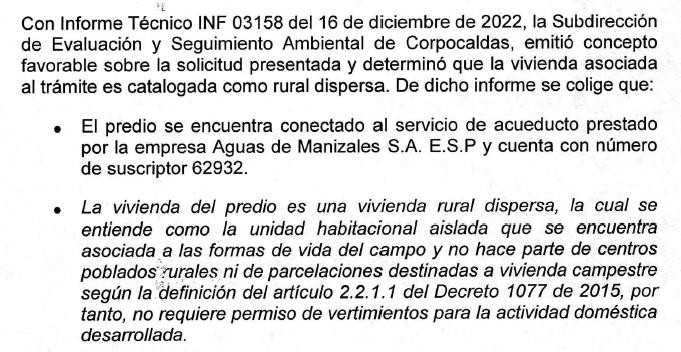 Con Informe Técnico INF 03158 del 16 de diciembre de 2022, la Subdirección
de Evaluación y Seguimiento Ambiental de Corpocaldas, emitió concepto
favorable sobre la solicitud presentada y determinó que la vivienda asociada
al trámite es catalogada como rural dispersa. De dicho informe se colige que:
• El predio se encuentra conectado al servicio de acueducto prestado
por la empresa Aguas de Manizales S.A. E.S.P y cuenta con número
de suscriptor 62932.
• La vivienda del predio es una vivienda rural dispersa, la cual se
entiende como la unidad habitacional aislada que se encuentra
asociada a las formas de vida del campo y no hace parte de centros
poblados rurales ni de parcelaciones destinadas a vivienda campestre
según la definición del artículo 2.2.1.1 del Decreto 1077 de 2015, por
tanto, no requiere permiso de vertimientos para la actividad doméstica
desarrollada.